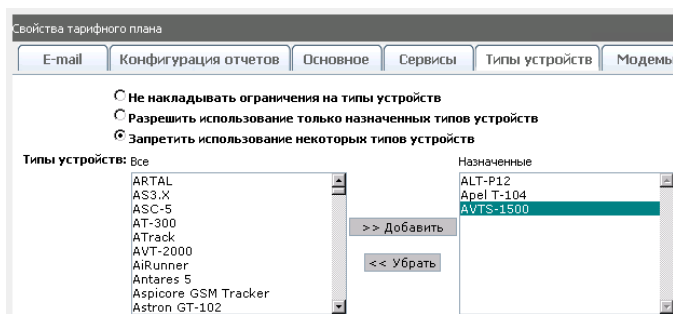 Свойства тарифного плана
E-mail Конфигурация отчетов Основное Сервисы Типы устройств Модемы
Не накладывать ограничения на типы устройств
Разрешить использование только назначенных типов устройств
Запретить использование некоторых типов устройств
Типы устройств: Все Назначенные
ARTAL ALT-P12
AS3.X Apel T-104
ASC-5 AVTS-1500
AT-300
ATrack >> Добавить
AVT-2000
AiRunner << Убрать
Antares 5
Aspicore GSM Tracker
Astron GT-102